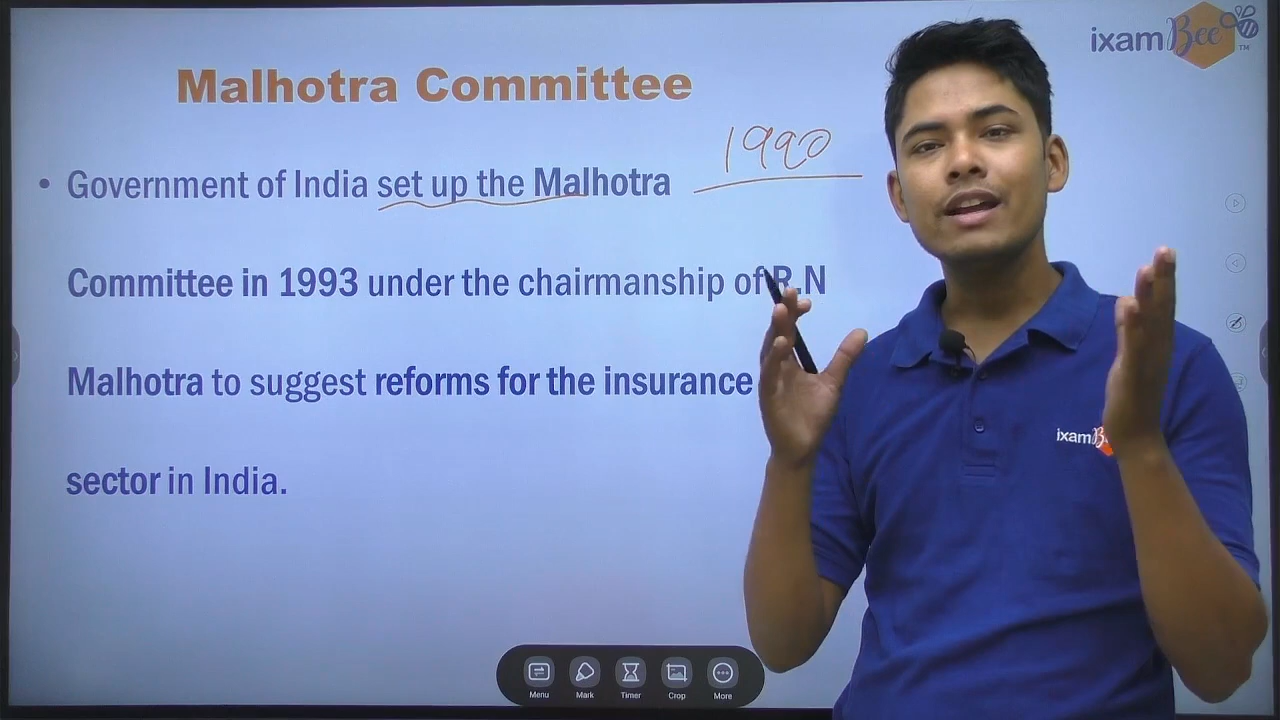 ixamBee™
Malhotra Committee
1990
• Government of India set up the Malhotra
Committee in 1993 under the chairmanship of R.N
Malhotra to suggest reforms for the insurance
sector in India.
ixamBee
Menu Mark Timer Crop More